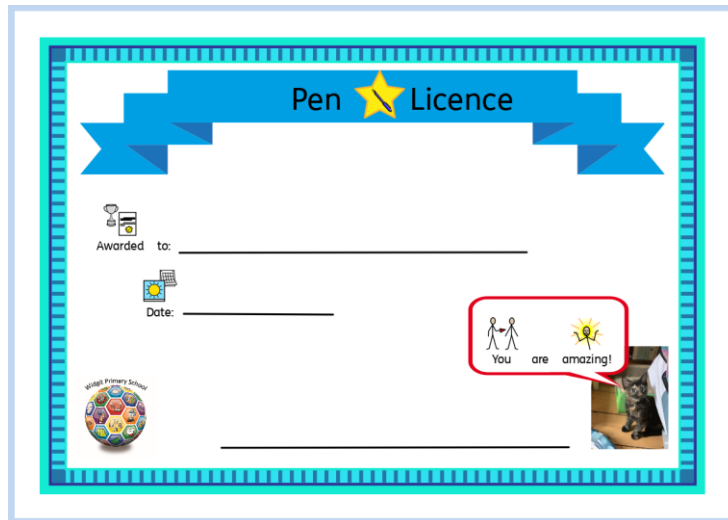 Pen Licence
Awarded to:
Date:
You are amazing!
Widgit Primary School